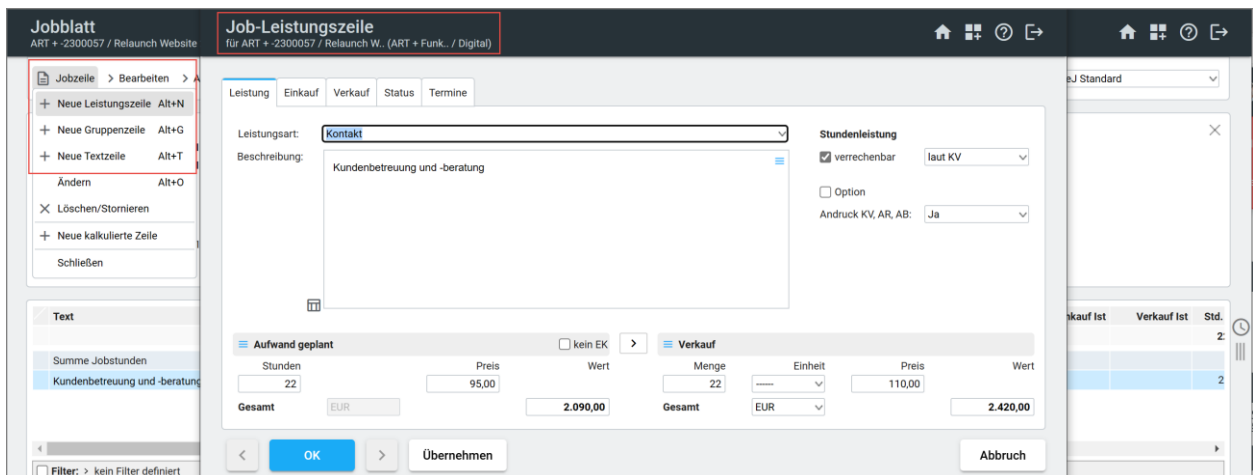 Jobblatt
ART + -2300057 / Relaunch Website
Job-Leistungszeile
für ART + -2300057 / Relaunch W.. (ART + Funk.. / Digital)
Jobzeile > Bearbeiten > A
+ Neue Leistungszeile Alt+N
+ Neue Gruppenzeile Alt+G
+ Neue Textzeile Alt+T
Ändern Alt+O
Löschen/Stornieren
+ Neue kalkulierte Zeile
Schließen
Leistung Einkauf Verkauf Status Termine
eJ Standard
Leistungsart: Kontakt
Stundenleistung
Beschreibung:
Kundenbetreuung und -beratung
verrechenbar laut KV
Option
Andruck KV, AR, AB: Ja
Text
nkauf Ist Verkauf Ist Std.
Summe Jobstunden
Kundenbetreuung und -beratung
2
Aufwand geplant kein EK > Verkauf
Stunden Preis Wert Menge Einheit Preis Wert
22 95,00 22 ----- 110,00
Gesamt EUR 2.090,00 Gesamt EUR 2.420,00
< OK > Übernehmen Abbruch
Filter: > kein Filter definiert